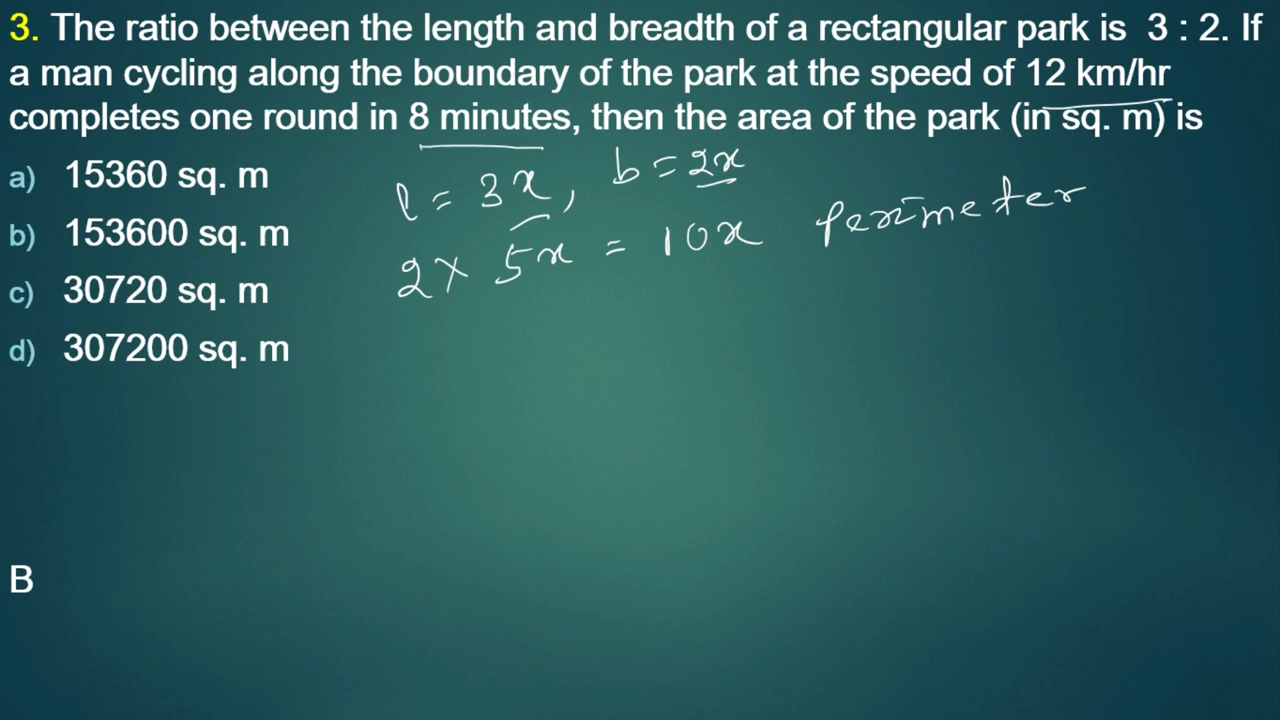 3. The ratio between the length and breadth of a rectangular park is 3 : 2. If
a man cycling along the boundary of the park at the speed of 12 km/hr
completes one round in 8 minutes, then the area of the park (in sq. m) is
a) 15360 sq. m
b) 153600 sq. m
c) 30720 sq. m
d) 307200 sq. m
l = 3x, b = 2x
2 × 5x = 10x perimeter
B